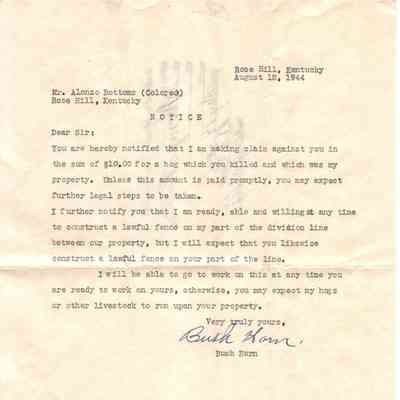 Rose Hill, Kentucky
August 12, 1944
Mr. Alonzo Bottoms (Colored)
Rose Hill, Kentucky
N O T I C E
Dear Sir:
You are hereby notified that I am making claim against you in
the sum of $10.00 for a hog which you killed and which was my
property. Unless this amount is paid promptly, you may expect
further legal steps to be taken.
I further notify you that I am ready, able and willing at any time
to construct a lawful fence on my part of the division line
between our property, but I will expect that you likewise
construct a lawful fence on your part of the line.
I will be able to go to work on this at any time you
are ready to work on yours, otherwise, you may expect my hogs
or other livestock to run upon your property.
Very truly yours,
Bush Horn.
Bush Horn